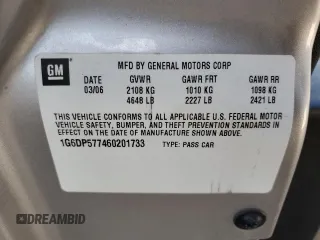 GM
MFD BY GENERAL MOTORS CORP
DATE GVWR GAWR FRT GAWR RR
03/06 2108 KG 1010 KG 1098 KG
4648 LB 2227 LB 2421 LB
THIS VEHICLE CONFORMS TO ALL APPLICABLE U.S. FEDERAL MOTOR
VEHICLE SAFETY, BUMPER, AND THEFT PREVENTION STANDARDS IN
EFFECT ON THE DATE OF MANUFACTURE SHOWN ABOVE.
1G6DP577460201733
TYPE: PASS CAR
DREAMBID